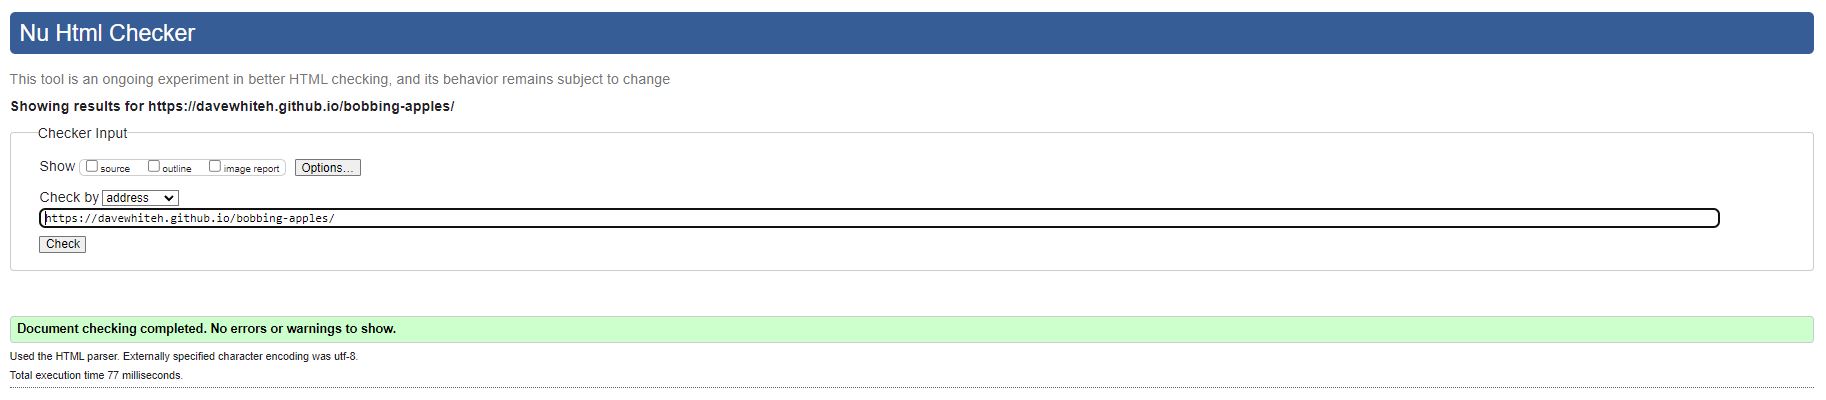 Nu Html Checker
This tool is an ongoing experiment in better HTML checking, and its behavior remains subject to change
Showing results for https://davewhiteh.github.io/bobbing-apples/
Checker Input
Show source outline image report Options...
Check by address
https://davewhiteh.github.io/bobbing-apples/
Check
Document checking completed. No errors or warnings to show.
Used the HTML parser. Externally specified character encoding was utf-8.
Total execution time 77 milliseconds.